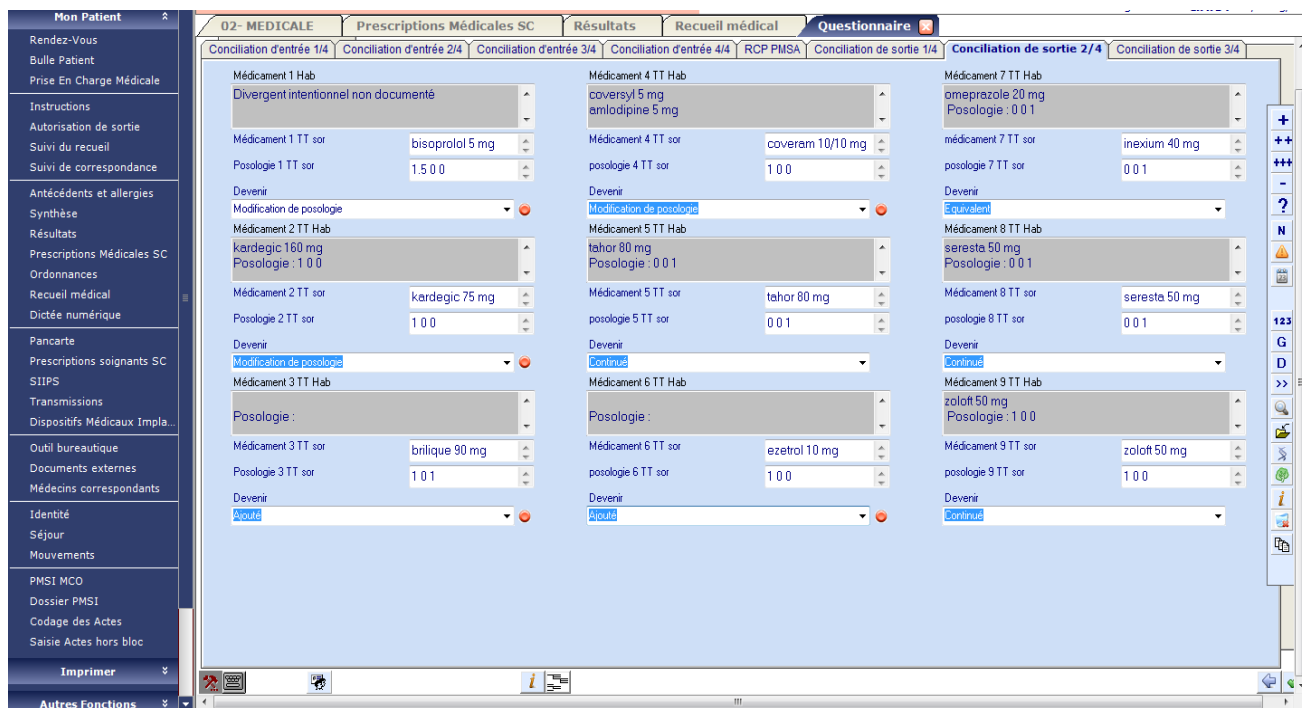 Mon Patient
Rendez-Vous
Bulle Patient
Prise En Charge Médicale
Instructions
Autorisation de sortie
Suivi du recueil
Suivi de correspondance
Antécédents et allergies
Synthèse
Résultats
Prescriptions Médicales SC
Ordonnances
Recueil médical
Dictée numérique
Pancarte
Prescriptions soignants SC
SIIPS
Transmissions
Dispositifs Médicaux Impla...
Outil bureautique
Documents externes
Médecins correspondants
Identité
Séjour
Mouvements
PMSI MCO
Dossier PMSI
Codage des Actes
Saisie Actes hors bloc
Imprimer
Autres Fonctions
02- MEDICALE Prescriptions Médicales SC Résultats Recueil médical Questionnaire
Conciliation d'entrée 1/4 Conciliation d'entrée 2/4 Conciliation d'entrée 3/4 Conciliation d'entrée 4/4 RCP PMSA Conciliation de sortie 1/4 Conciliation de sortie 2/4 Conciliation de sortie 3/4
Médicament 1 Hab
Divergent intentionnel non documenté
Médicament 1 TT sor bisoprolol 5 mg
Posologie 1 TT sor 1.5 0 0
Devenir
Modification de posologie
Médicament 2 TT Hab
kardegic 160 mg
Posologie : 1 0 0
Médicament 2 TT sor kardegic 75 mg
Posologie 2 TT sor 1 0 0
Devenir
Modification de posologie
Médicament 3 TT Hab
Posologie :
Médicament 3 TT sor brilique 90 mg
Posologie 3 TT sor 1 0 1
Devenir
Ajouté
Médicament 4 TT Hab
coversyl 5 mg
amlodipine 5 mg
Médicament 4 TT sor coveram 10/10 mg
posologie 4 TT sor 1 0 0
Devenir
Modification de posologie
Médicament 5 TT Hab
tahor 80 mg
Posologie : 0 0 1
Médicament 5 TT sor tahor 80 mg
posologie 5 TT sor 0 0 1
Devenir
Continué
Médicament 6 TT Hab
Posologie :
Médicament 6 TT sor ezetrol 10 mg
posologie 6 TT sor 1 0 0
Devenir
Ajouté
Médicament 7 TT Hab
omeprazole 20 mg
Posologie : 0 0 1
médicament 7 TT sor inexium 40 mg
posologie 7 TT sor 0 0 1
Devenir
Equivalent
Médicament 8 TT Hab
seresta 50 mg
Posologie : 0 0 1
Médicament 8 TT sor seresta 50 mg
posologie 8 TT sor 0 0 1
Devenir
Continué
Médicament 9 TT Hab
zoloft 50 mg
Posologie : 1 0 0
Médicament 9 TT sor zoloft 50 mg
posologie 9 TT sor 1 0 0
Devenir
Continué
+
++
+++
-
?
N
123
G
D
>>
i
i